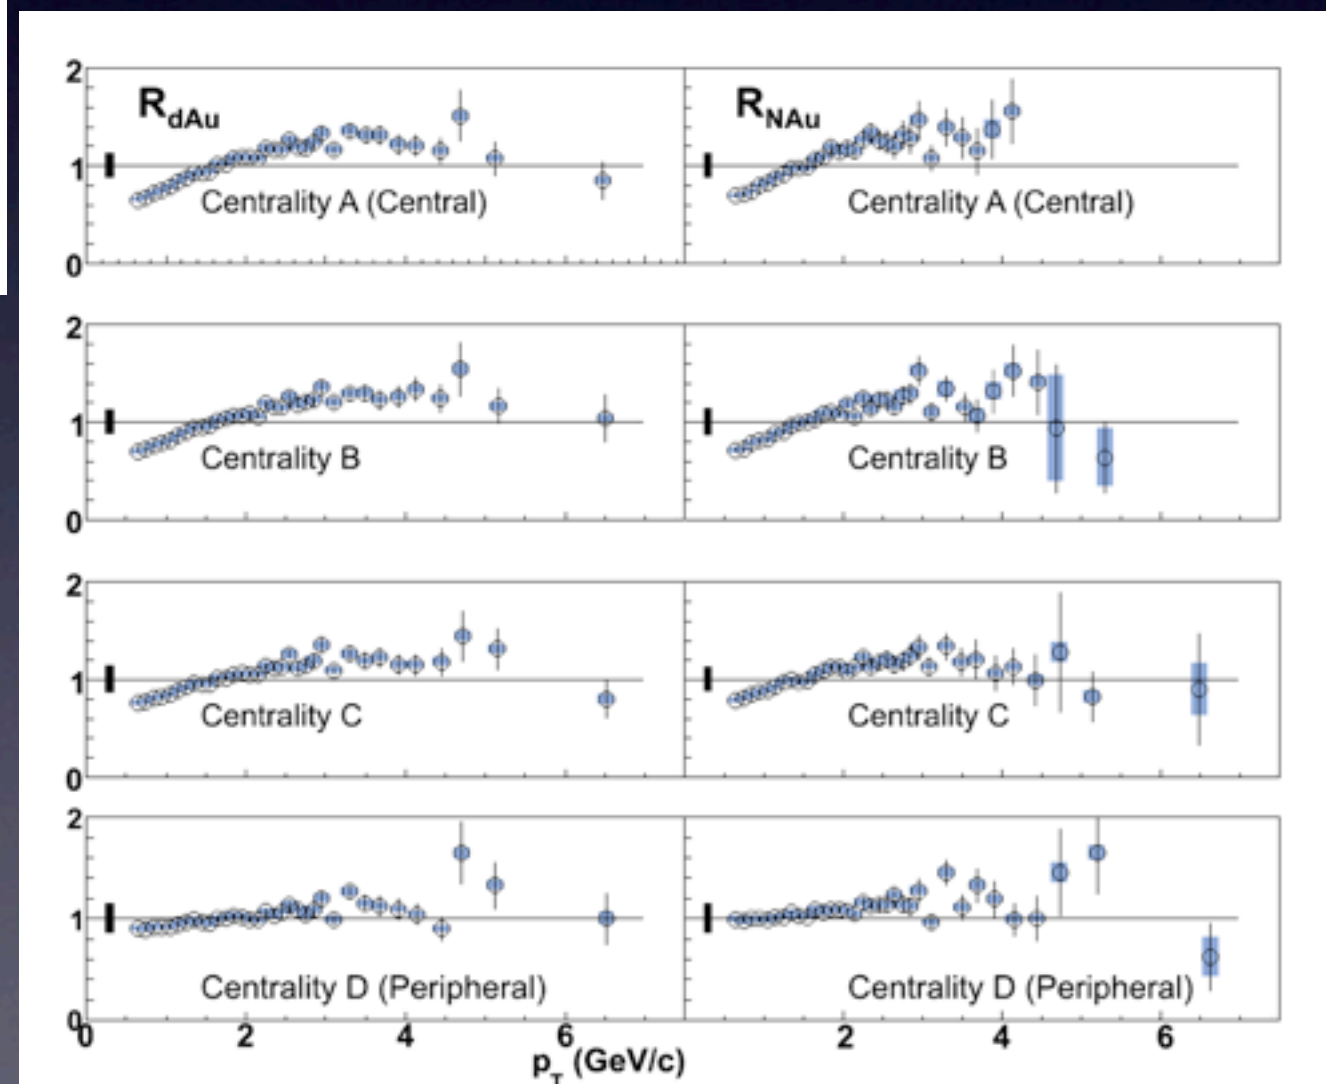 2 R_dAu R_NAu
1
Centrality A (Central) Centrality A (Central)
0
2
1
Centrality B Centrality B
0
2
1
Centrality C Centrality C
0
2
1
Centrality D (Peripheral) Centrality D (Peripheral)
0
0 2 4 6 2 4 6
p_T (GeV/c)